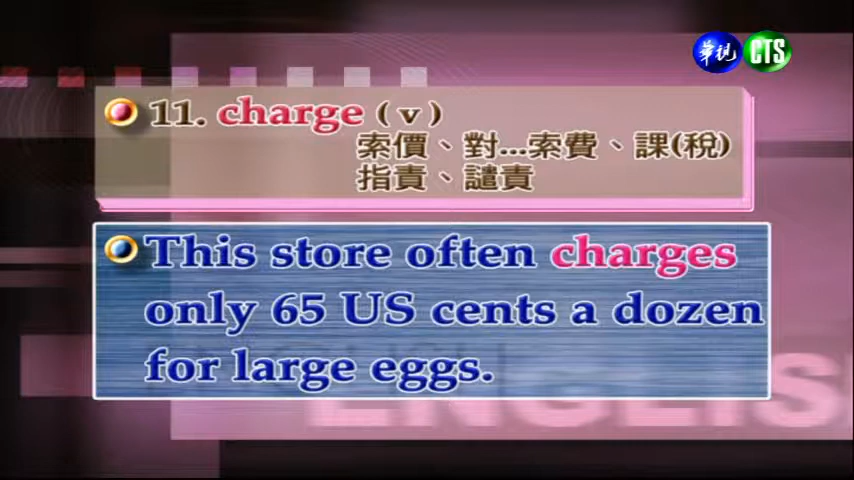 華視 CTS
11. charge ( v )
索價、對...索費、課(稅)
指責、譴責
This store often charges
only 65 US cents a dozen
for large eggs.
ENGLIS